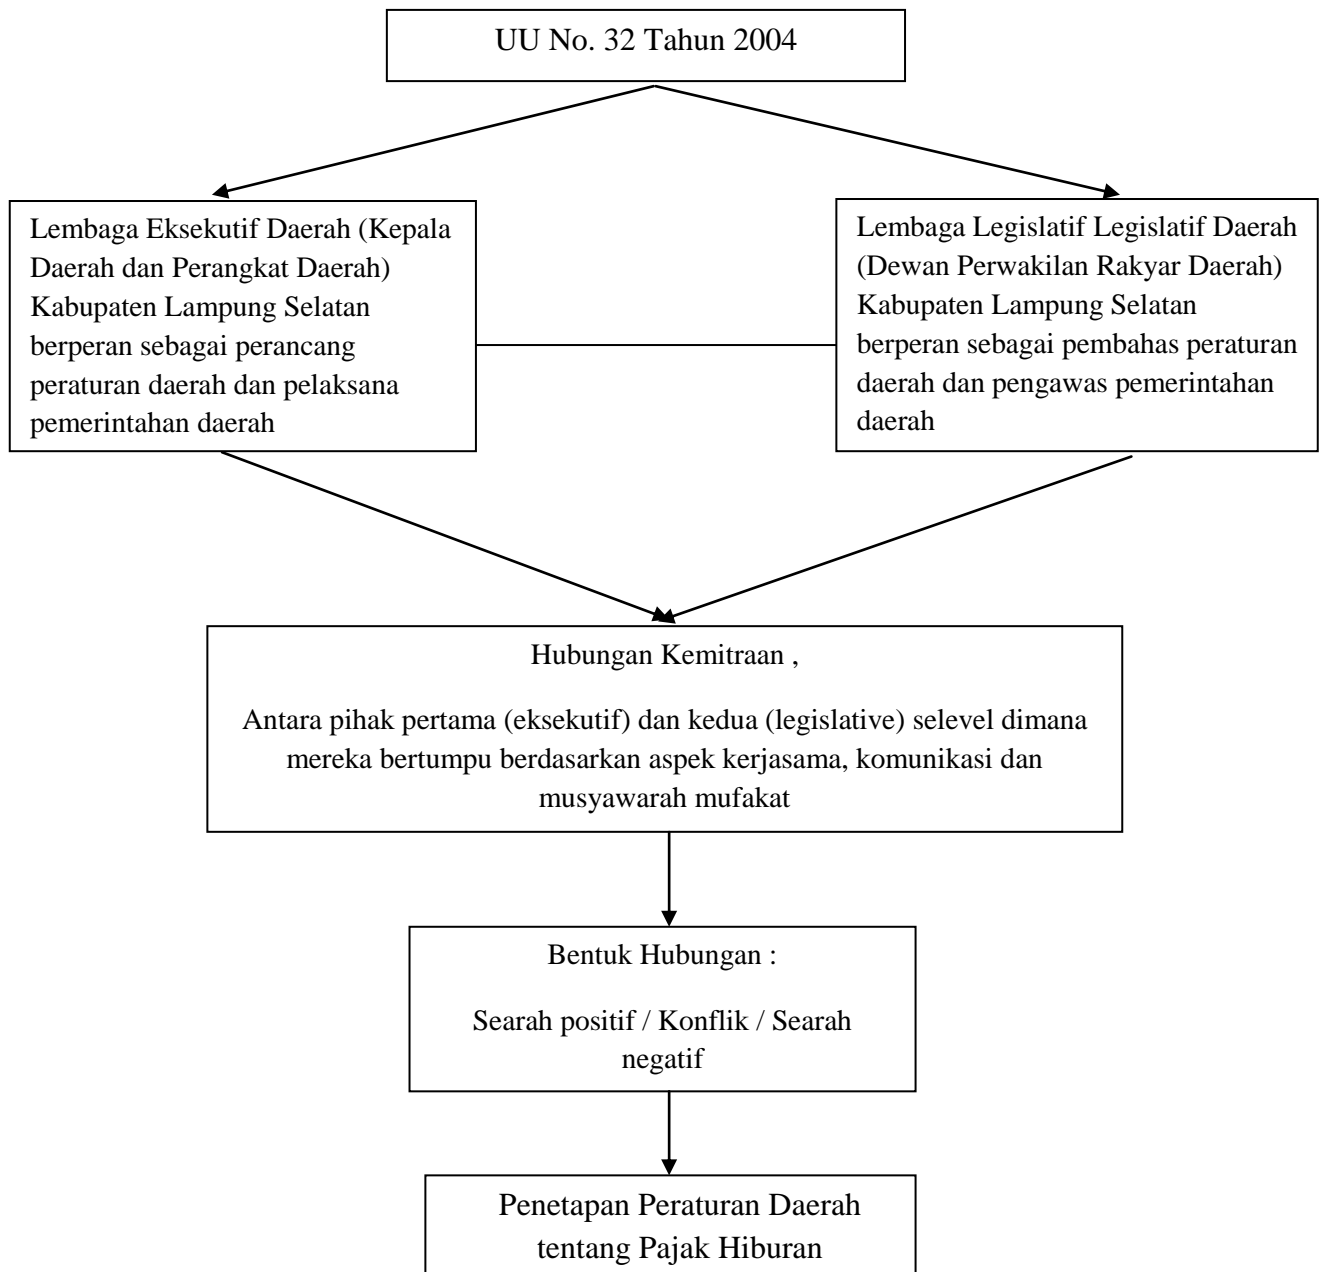 UU No. 32 Tahun 2004
Lembaga Eksekutif Daerah (Kepala
Daerah dan Perangkat Daerah)
Kabupaten Lampung Selatan
berperan sebagai perancang
peraturan daerah dan pelaksana
pemerintahan daerah
Lembaga Legislatif Legislatif Daerah
(Dewan Perwakilan Rakyar Daerah)
Kabupaten Lampung Selatan
berperan sebagai pembahas peraturan
daerah dan pengawas pemerintahan
daerah
Hubungan Kemitraan ,
Antara pihak pertama (eksekutif) dan kedua (legislative) selevel dimana
mereka bertumpu berdasarkan aspek kerjasama, komunikasi dan
musyawarah mufakat
Bentuk Hubungan :
Searah positif / Konflik / Searah
negatif
Penetapan Peraturan Daerah
tentang Pajak Hiburan